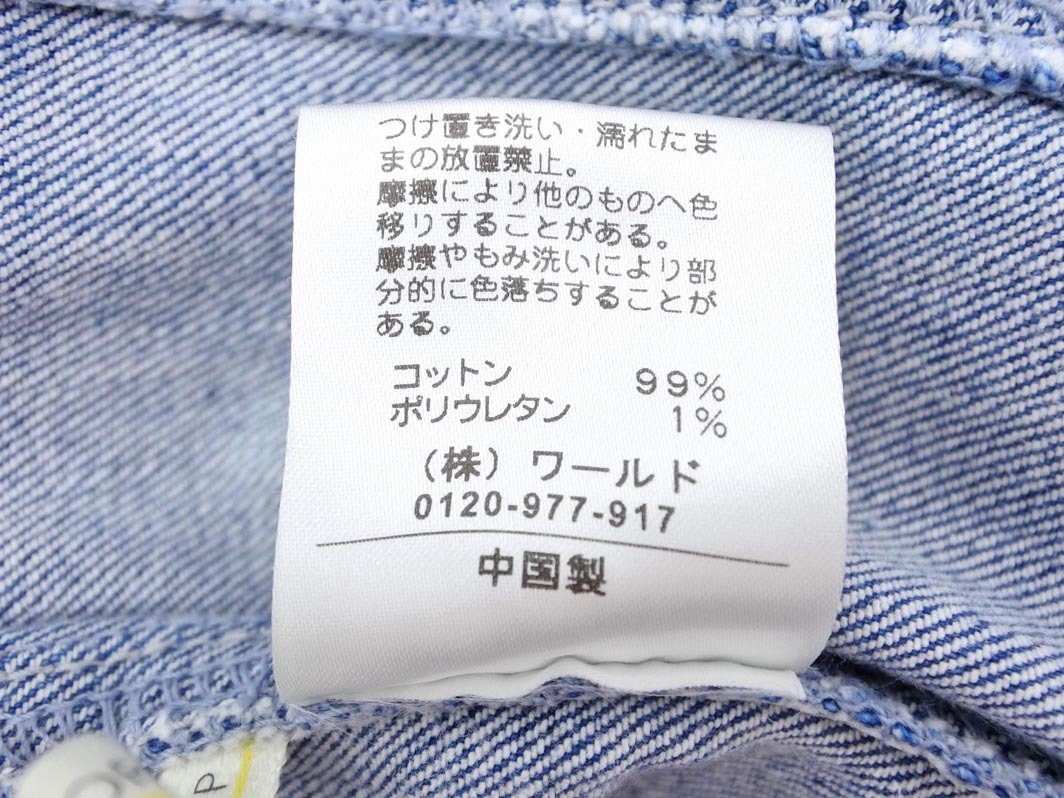 つけ置き洗い・濡れたま
まの放置禁止。
摩擦により他のものへ色
移りすることがある。
摩擦やもみ洗いにより部
分的に色落ちすることが
ある。
コットン 99%
ポリウレタン 1%
(株)ワールド
0120-977-917
中国製
P